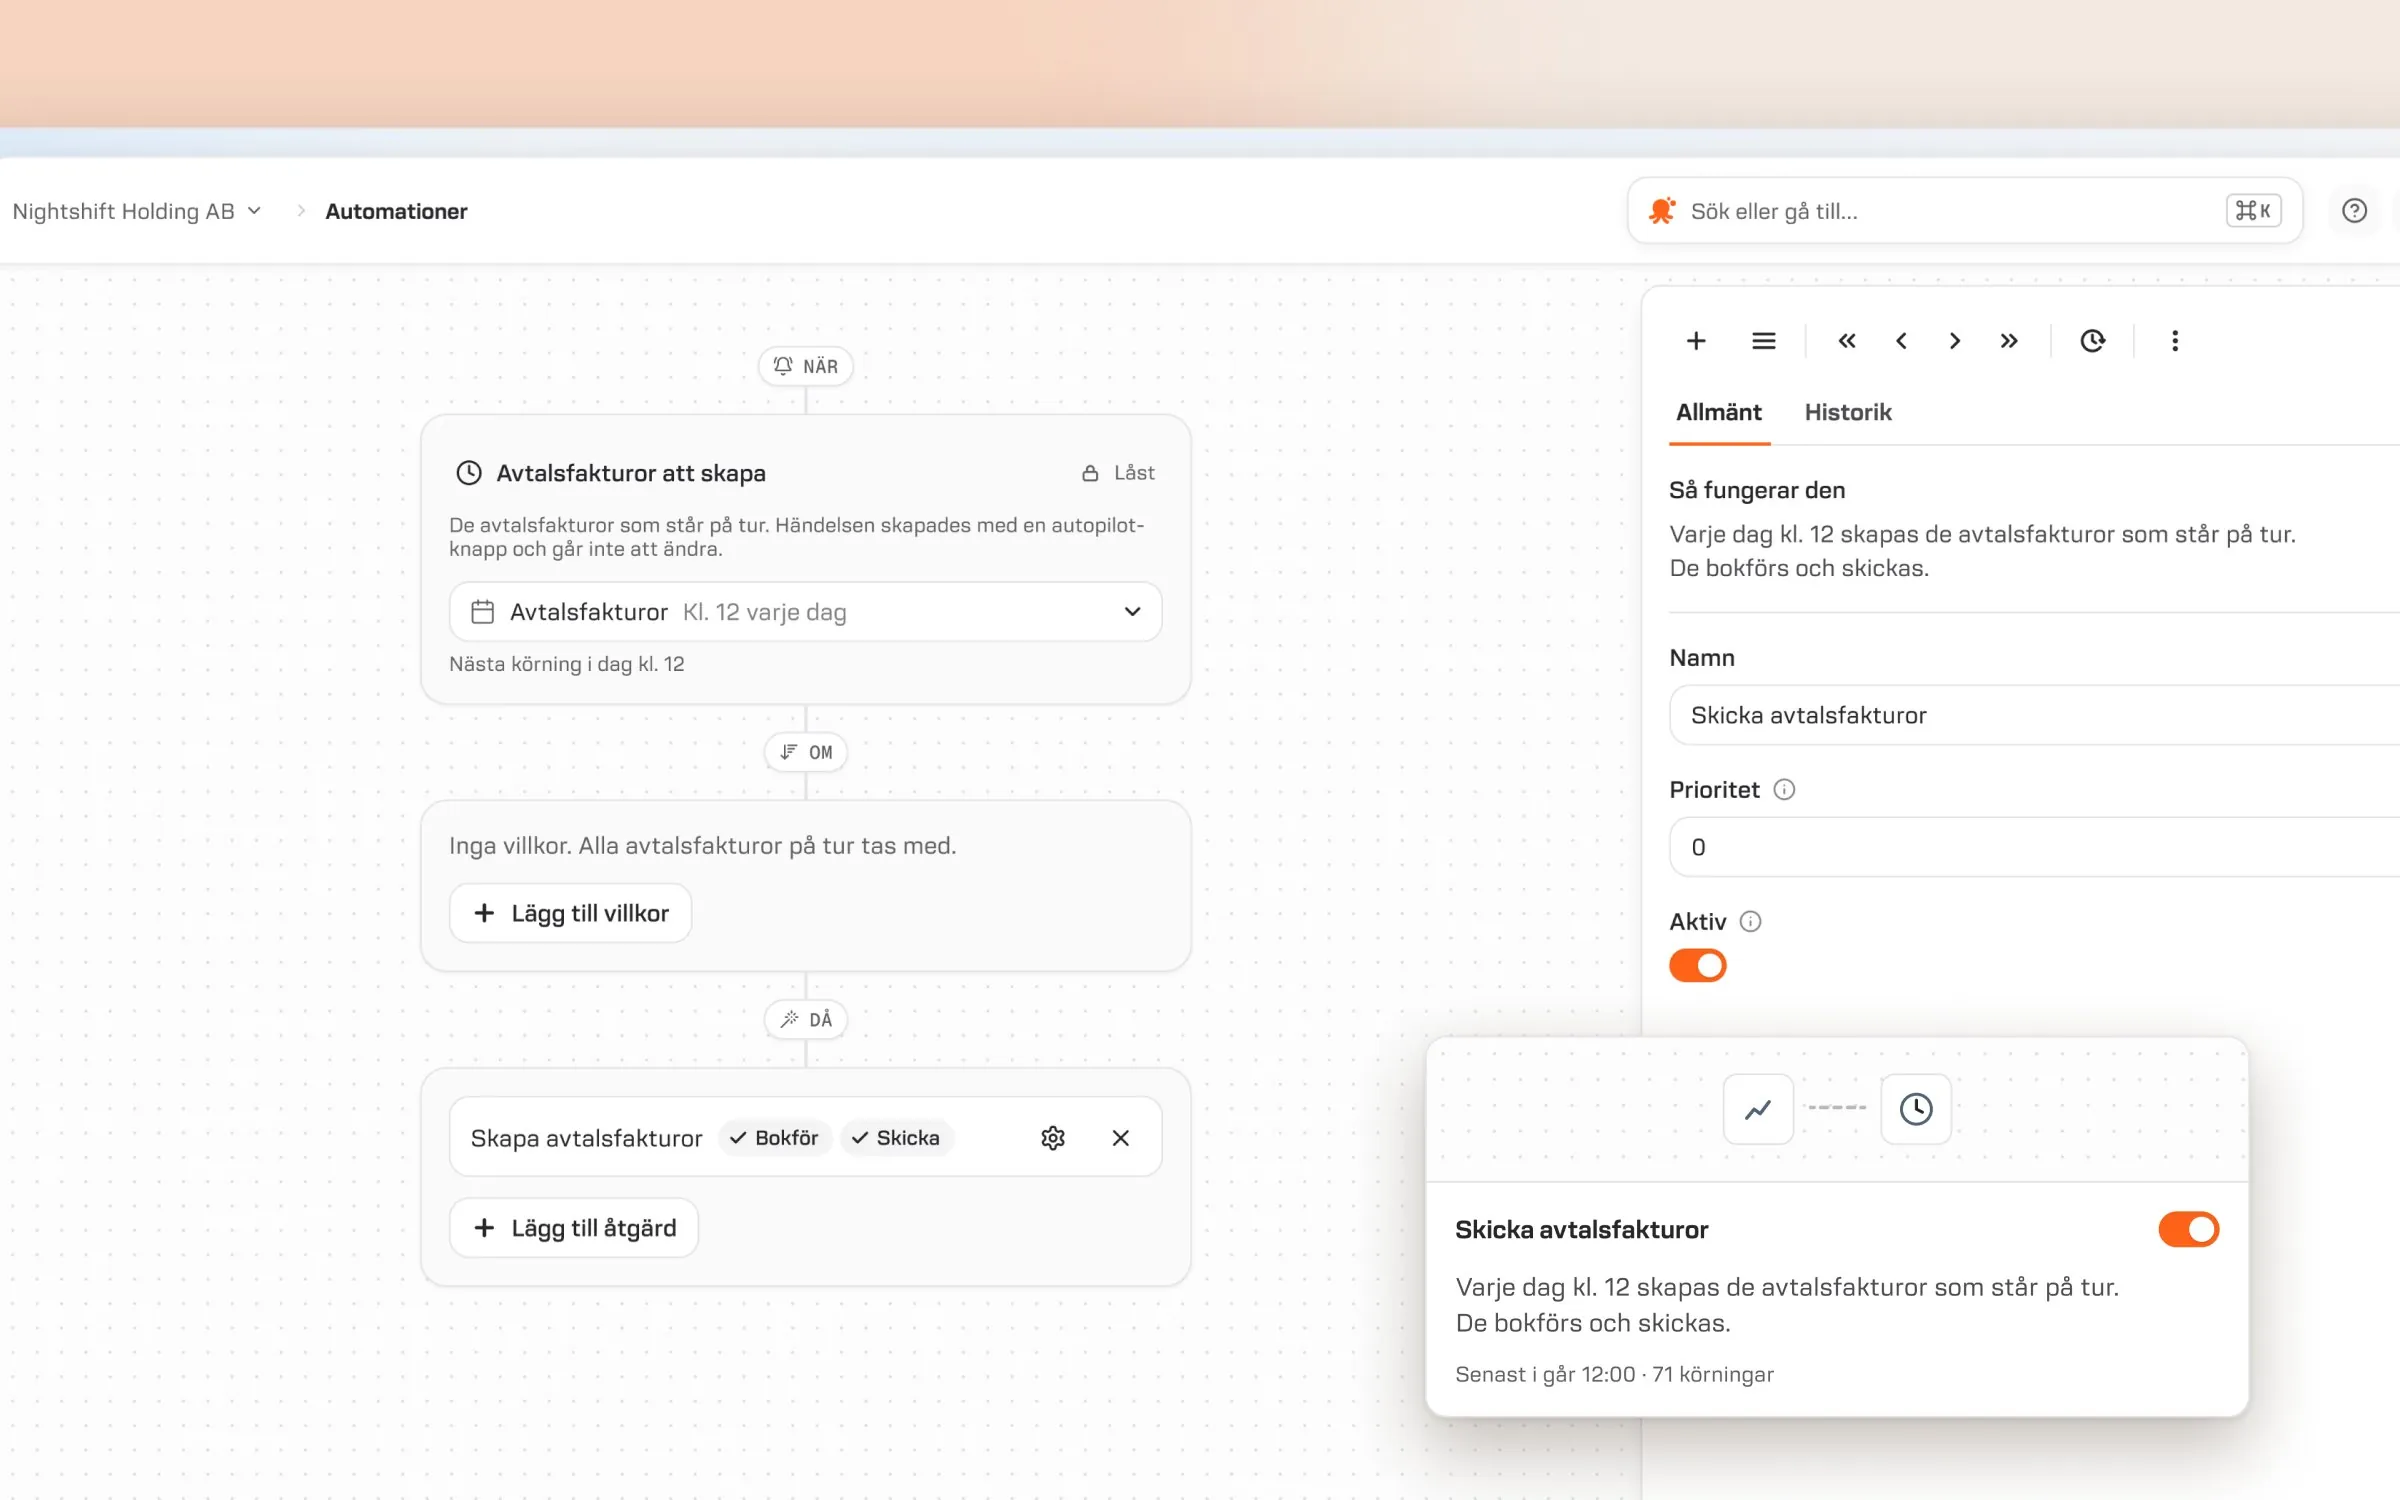 Nightshift Holding AB
Automationer
Sök eller gå till...
⌘K
NÄR
Avtalsfakturor att skapa
Låst
De avtalsfakturor som står på tur. Händelsen skapades med en autopilot-
knapp och går inte att ändra.
Avtalsfakturor Kl. 12 varje dag
Nästa körning i dag kl. 12
OM
Inga villkor. Alla avtalsfakturor på tur tas med.
Lägg till villkor
DÅ
Skapa avtalsfakturor Bokför Skicka
Lägg till åtgärd
Allmänt Historik
Så fungerar den
Varje dag kl. 12 skapas de avtalsfakturor som står på tur.
De bokförs och skickas.
Namn
Skicka avtalsfakturor
Prioritet
0
Aktiv
Skicka avtalsfakturor
Varje dag kl. 12 skapas de avtalsfakturor som står på tur.
De bokförs och skickas.
Senast i går 12:00 · 71 körningar